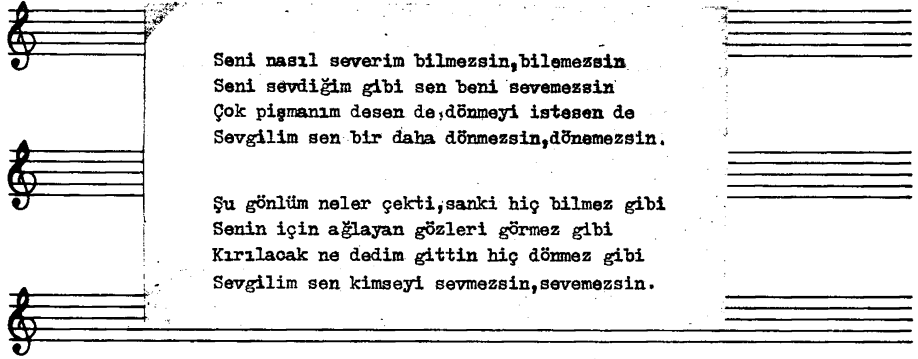 Seni nasıl severim bilmezsin,bilemezsin
Seni sevdiğim gibi sen beni sevemezsin
Çok pişmanım desen de,dönmeyi istesen de
Sevgilim sen bir daha dönmezsin,dönemezsin.
Şu gönlüm neler çekti,sanki hiç bilmez gibi
Senin için ağlayan gözleri görmez gibi
Kırılacak ne dedim gittin hiç dönmez gibi
Sevgilim sen kimseyi sevmezsin,sevemezsin.